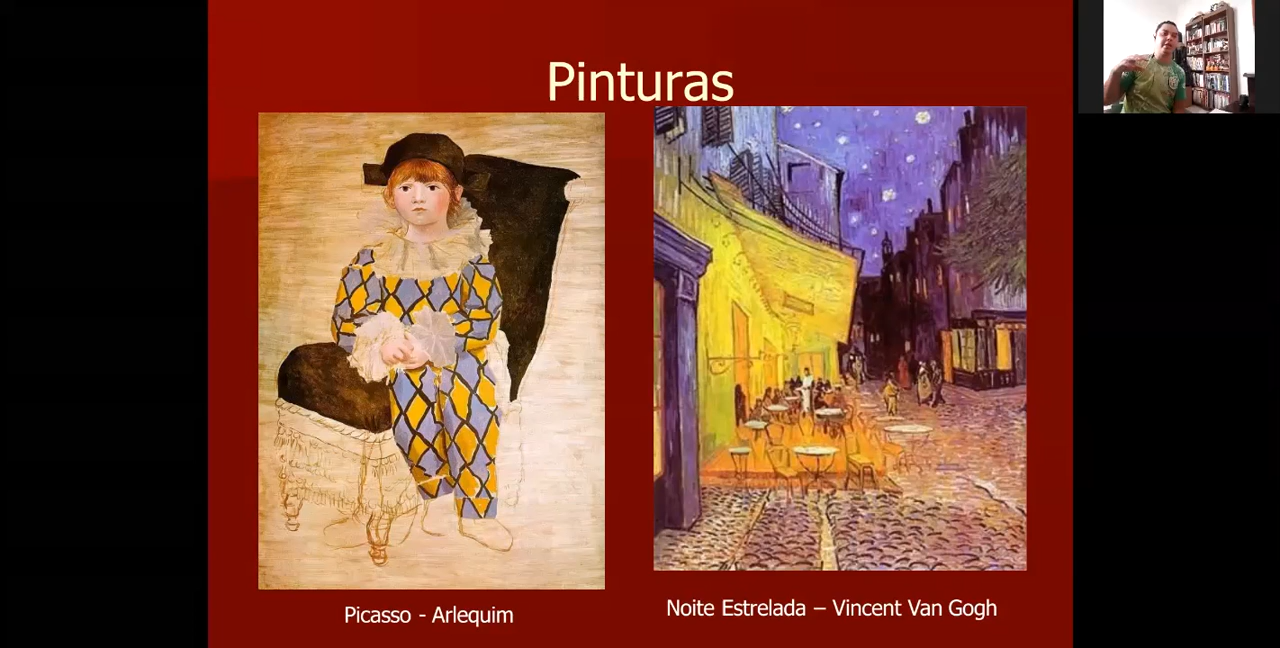 Pinturas
Picasso - Arlequim
Noite Estrelada – Vincent Van Gogh